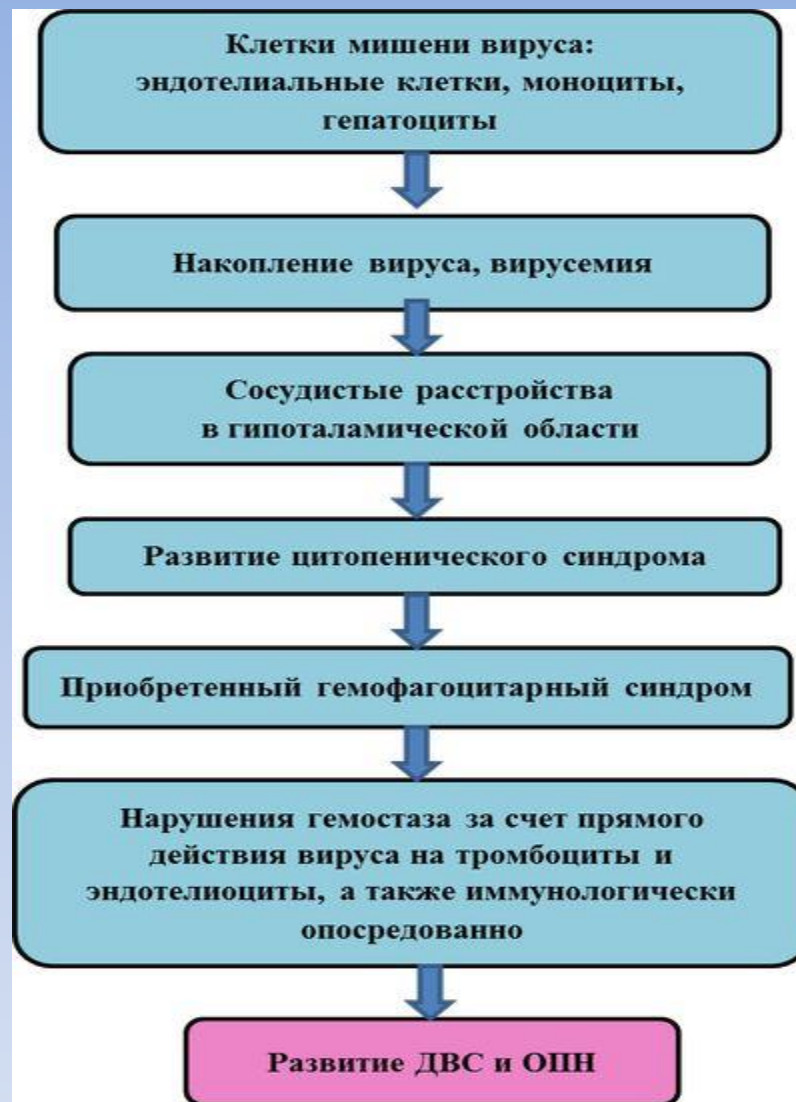 Клетки мишени вируса:
эндотелиальные клетки, моноциты,
гепатоциты
Накопление вируса, вирусемия
Сосудистые расстройства
в гипоталамической области
Развитие цитопенического синдрома
Приобретенный гемофагоцитарный синдром
Нарушения гемостаза за счет прямого
действия вируса на тромбоциты и
эндотелиоциты, а также иммунологически
опосредованно
Развитие ДВС и ОПН